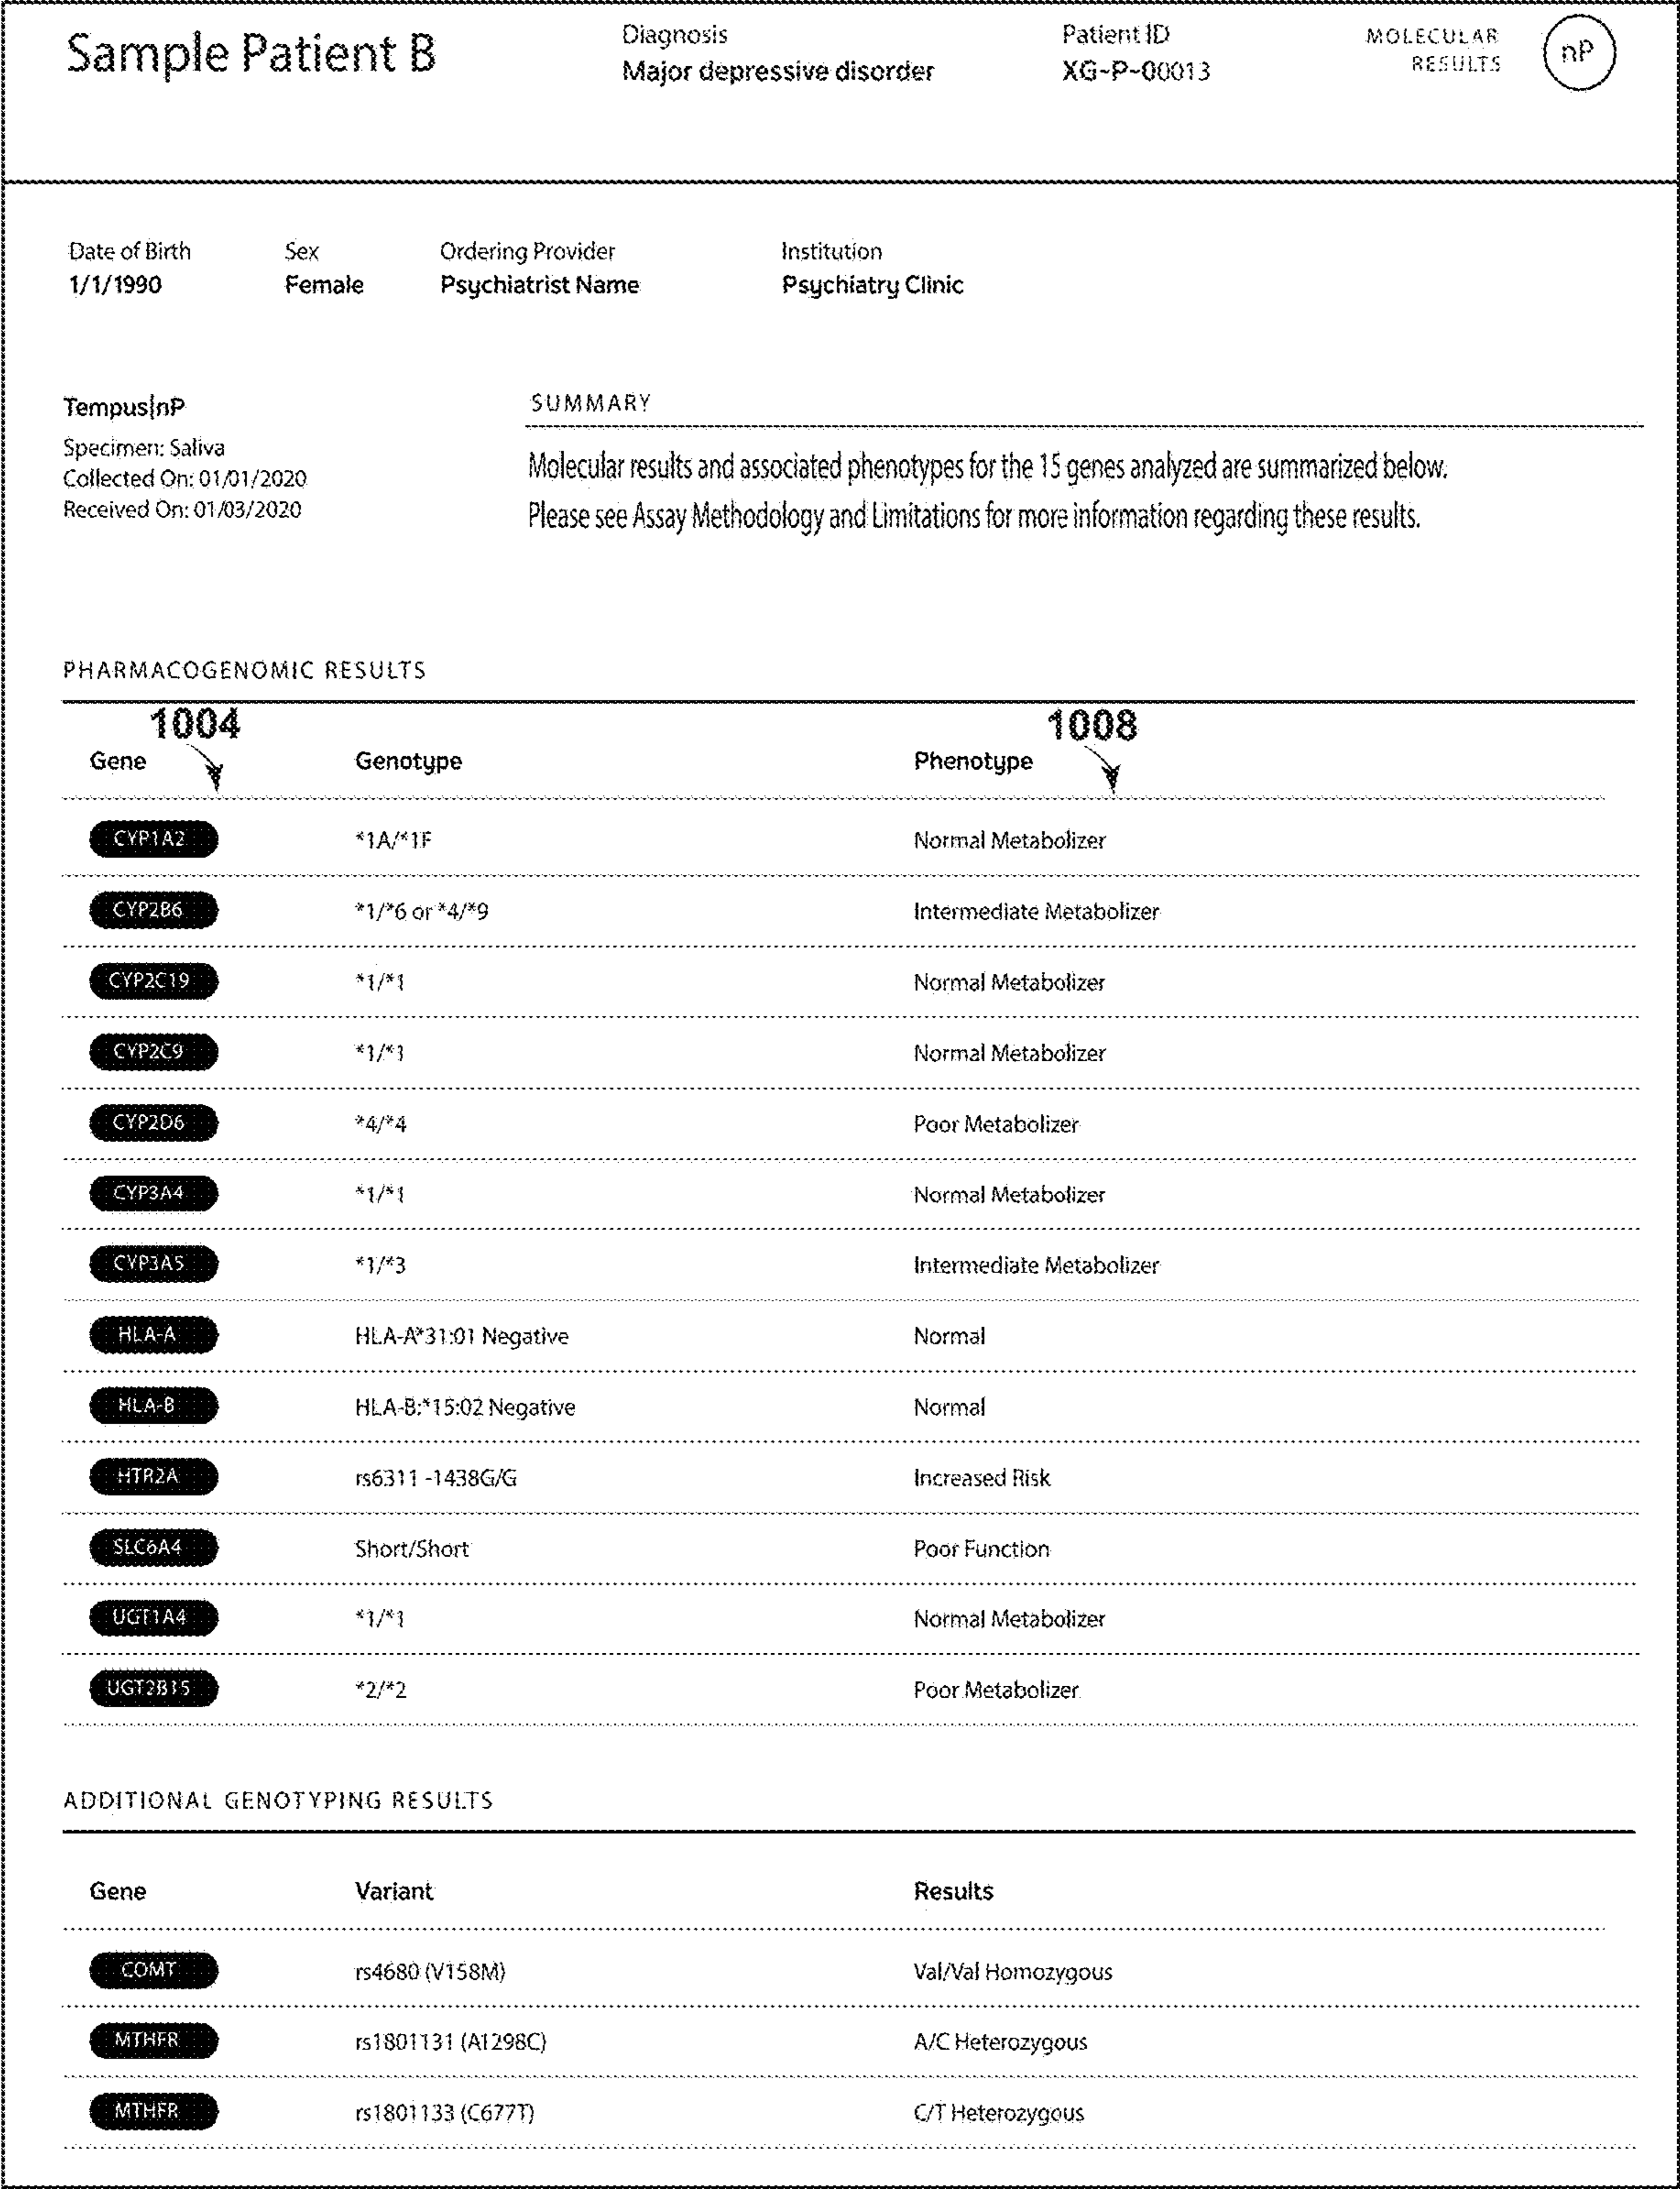 Sample Patient B
Diagnosis
Major depressive disorder
Patient ID
XG-P-00013
MOLECULAR
RESULTS
nP
Date of Birth
1/1/1990
Sex
Female
Ordering Provider
Psychiatrist Name
Institution
Psychiatry Clinic
Tempus|nP
Specimen: Saliva
Collected On: 01/01/2020
Received On: 01/03/2020
SUMMARY
Molecular results and associated phenotypes for the 15 genes analyzed are summarized below.
Please see Assay Methodology and Limitations for more information regarding these results.
PHARMACOGENOMIC RESULTS
1004 1008
Gene Genotype Phenotype
CYP1A2 *1A/*1F Normal Metabolizer
CYP2B6 *1/*6 or *4/*9 Intermediate Metabolizer
CYP2C19 *1/*1 Normal Metabolizer
CYP2C9 *1/*1 Normal Metabolizer
CYP2D6 *4/*4 Poor Metabolizer
CYP3A4 *1/*1 Normal Metabolizer
CYP3A5 *1/*3 Intermediate Metabolizer
HLA-A HLA-A*31:01 Negative Normal
HLA-B HLA-B:*15:02 Negative Normal
HTR2A rs6311 -1438G/G Increased Risk
SLC6A4 Short/Short Poor Function
UGT1A4 *1/*1 Normal Metabolizer
UGT2B15 *2/*2 Poor Metabolizer
ADDITIONAL GENOTYPING RESULTS
Gene Variant Results
COMT rs4680 (V158M) Val/Val Homozygous
MTHFR rs1801131 (A1298C) A/C Heterozygous
MTHFR rs1801133 (C677T) C/T Heterozygous